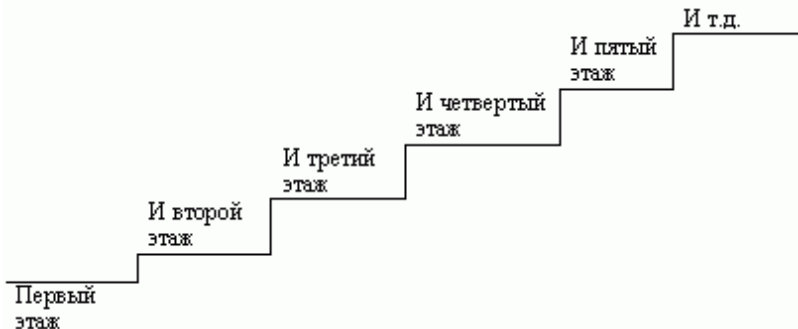 И т.д.
И пятый
этаж
И четвертый
этаж
И третий
этаж
И второй
этаж
Первый
этаж